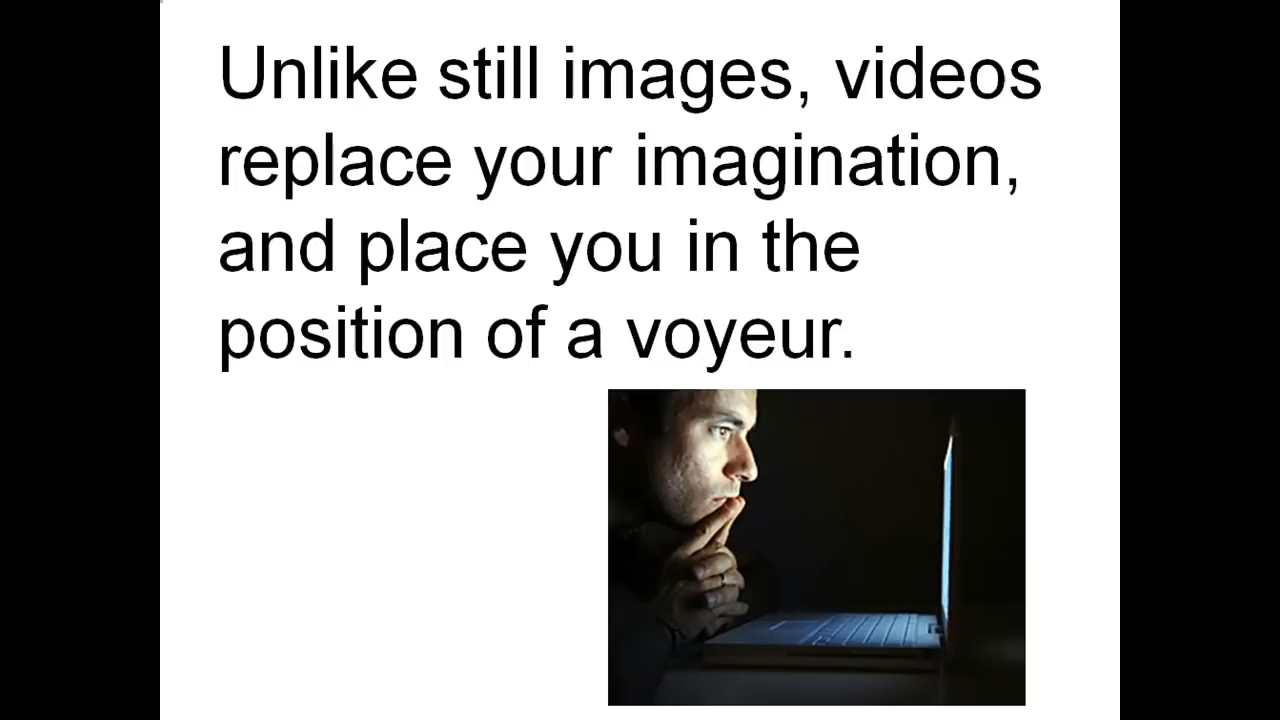 Unlike still images, videos
replace your imagination,
and place you in the
position of a voyeur.